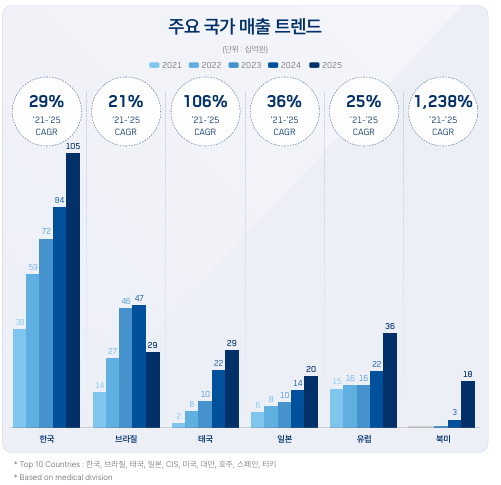 주요 국가 매출 트렌드
(단위 : 십억원)
2021 2022 2023 2024 2025
29% 21% 106% 36% 25% 1,238%
'21-'25 '21-'25 '21-'25 '21-'25 '21-'25 '21-'25
CAGR CAGR CAGR CAGR CAGR CAGR
38 59 72 84 105
14 27 46 47 29
2 6 10 22 29
6 8 10 14 20
15 16 16 22 36
3 18
한국 브라질 태국 일본 유럽 북미
* Top 10 Countries : 한국, 브라질, 태국, 일본, CIS, 미국, 대만, 호주, 스페인, 터키
* Based on medical division